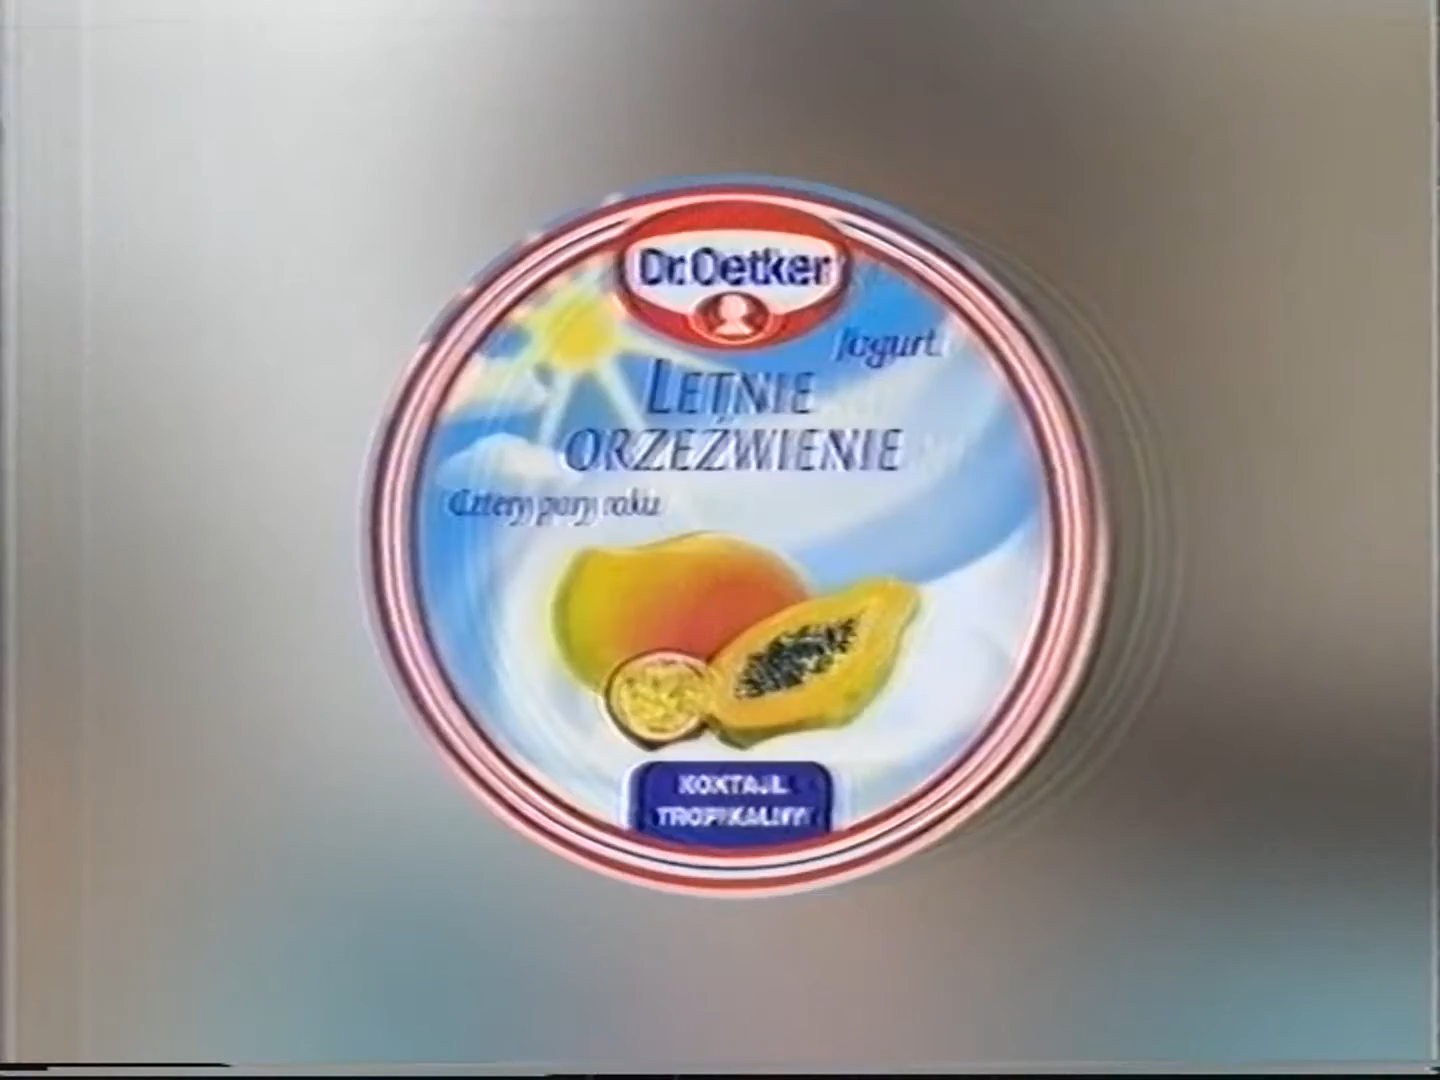 Dr. Oetker
Jogurt
LETNIE
ORZEŹWIENIE
Cztery pory roku
KOKTAJL
TROPIKALNY